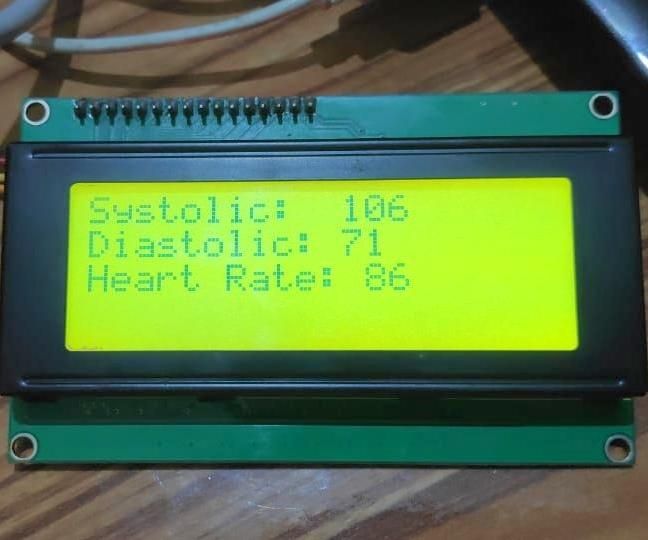 Systolic: 106
Diastolic: 71
Heart Rate: 86